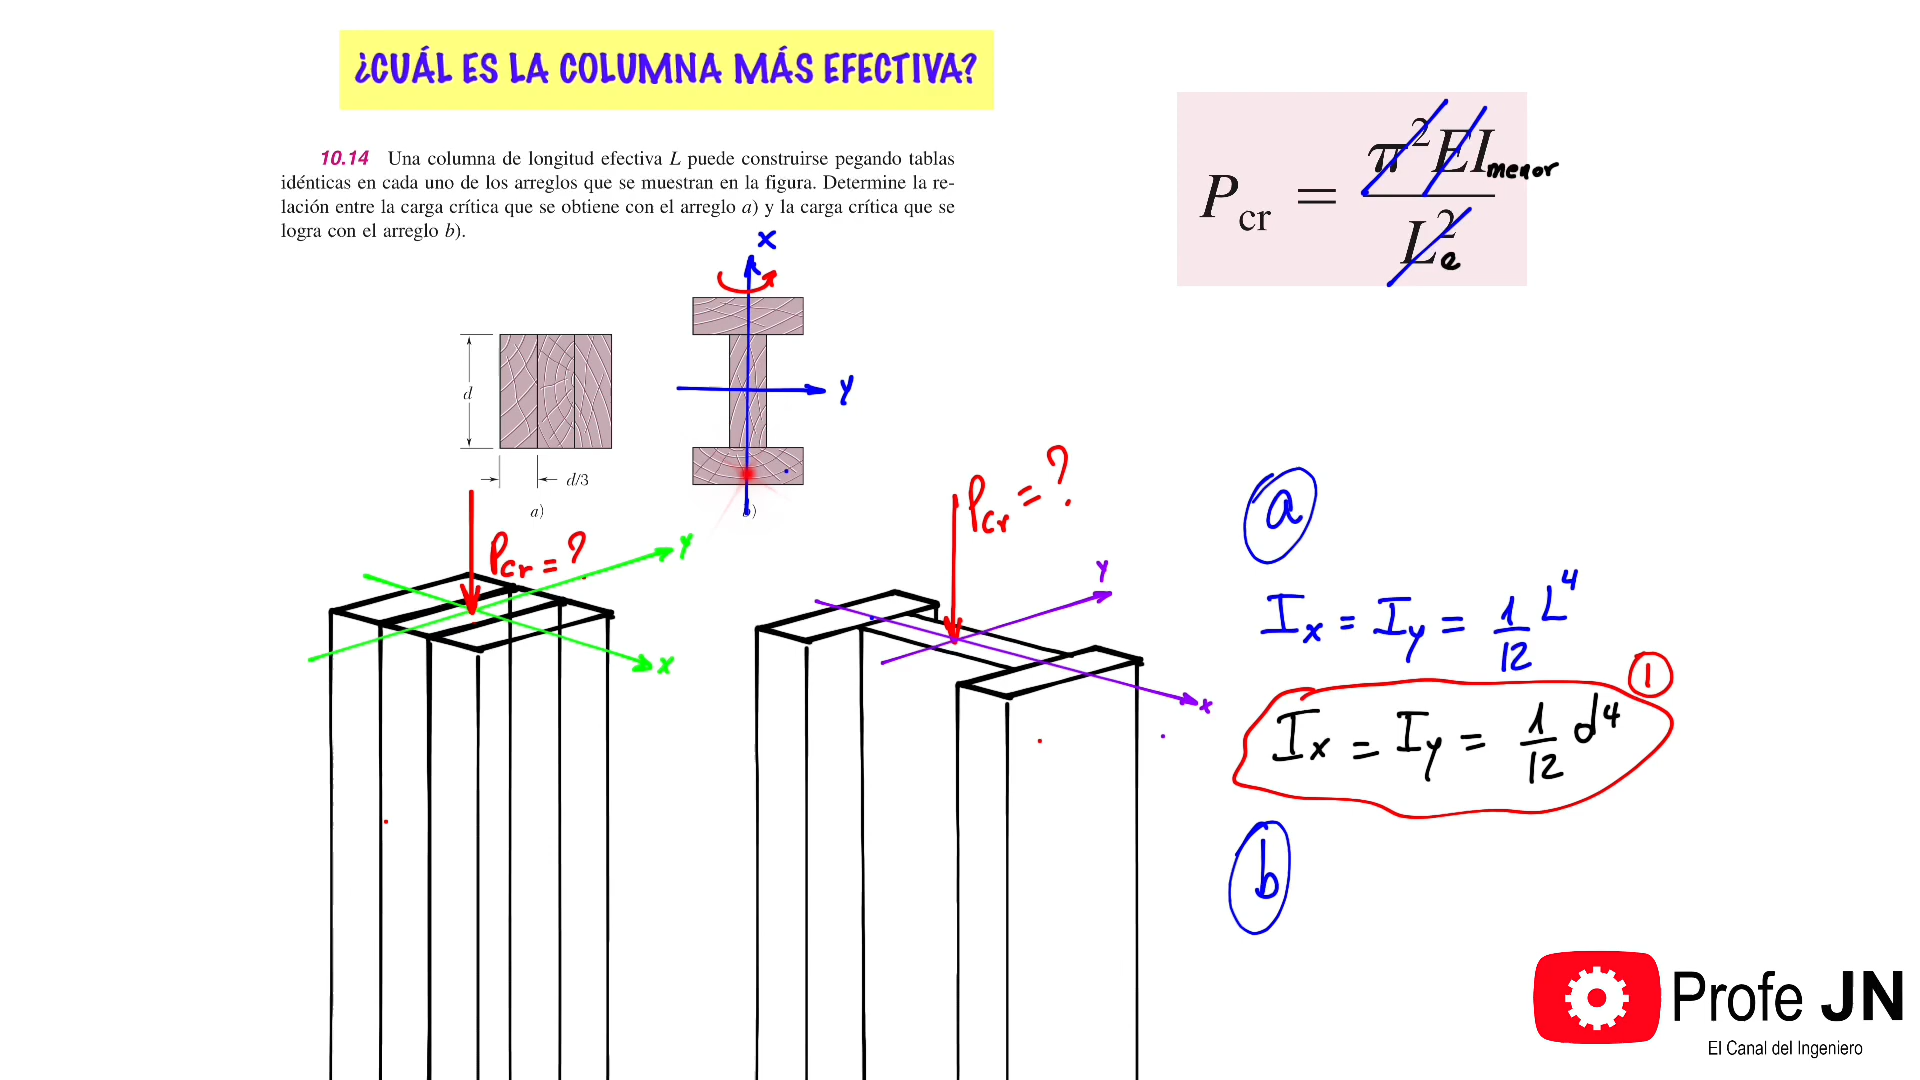 ¿CUÁL ES LA COLUMNA MÁS EFECTIVA?
10.14 Una columna de longitud efectiva L puede construirse pegando tablas
idénticas en cada uno de los arreglos que se muestran en la figura. Determine la re-
lación entre la carga crítica que se obtiene con el arreglo a) y la carga crítica que se
logra con el arreglo b).
P_cr = π²EI menor / L²e
x
y
d
d/3
a)
b)
P_cr = ?
y
x
P_cr = ?
y
x
a
I_x = I_y = 1/12 L⁴
I_x = I_y = 1/12 d⁴
1
b
Profe JN
El Canal del Ingeniero